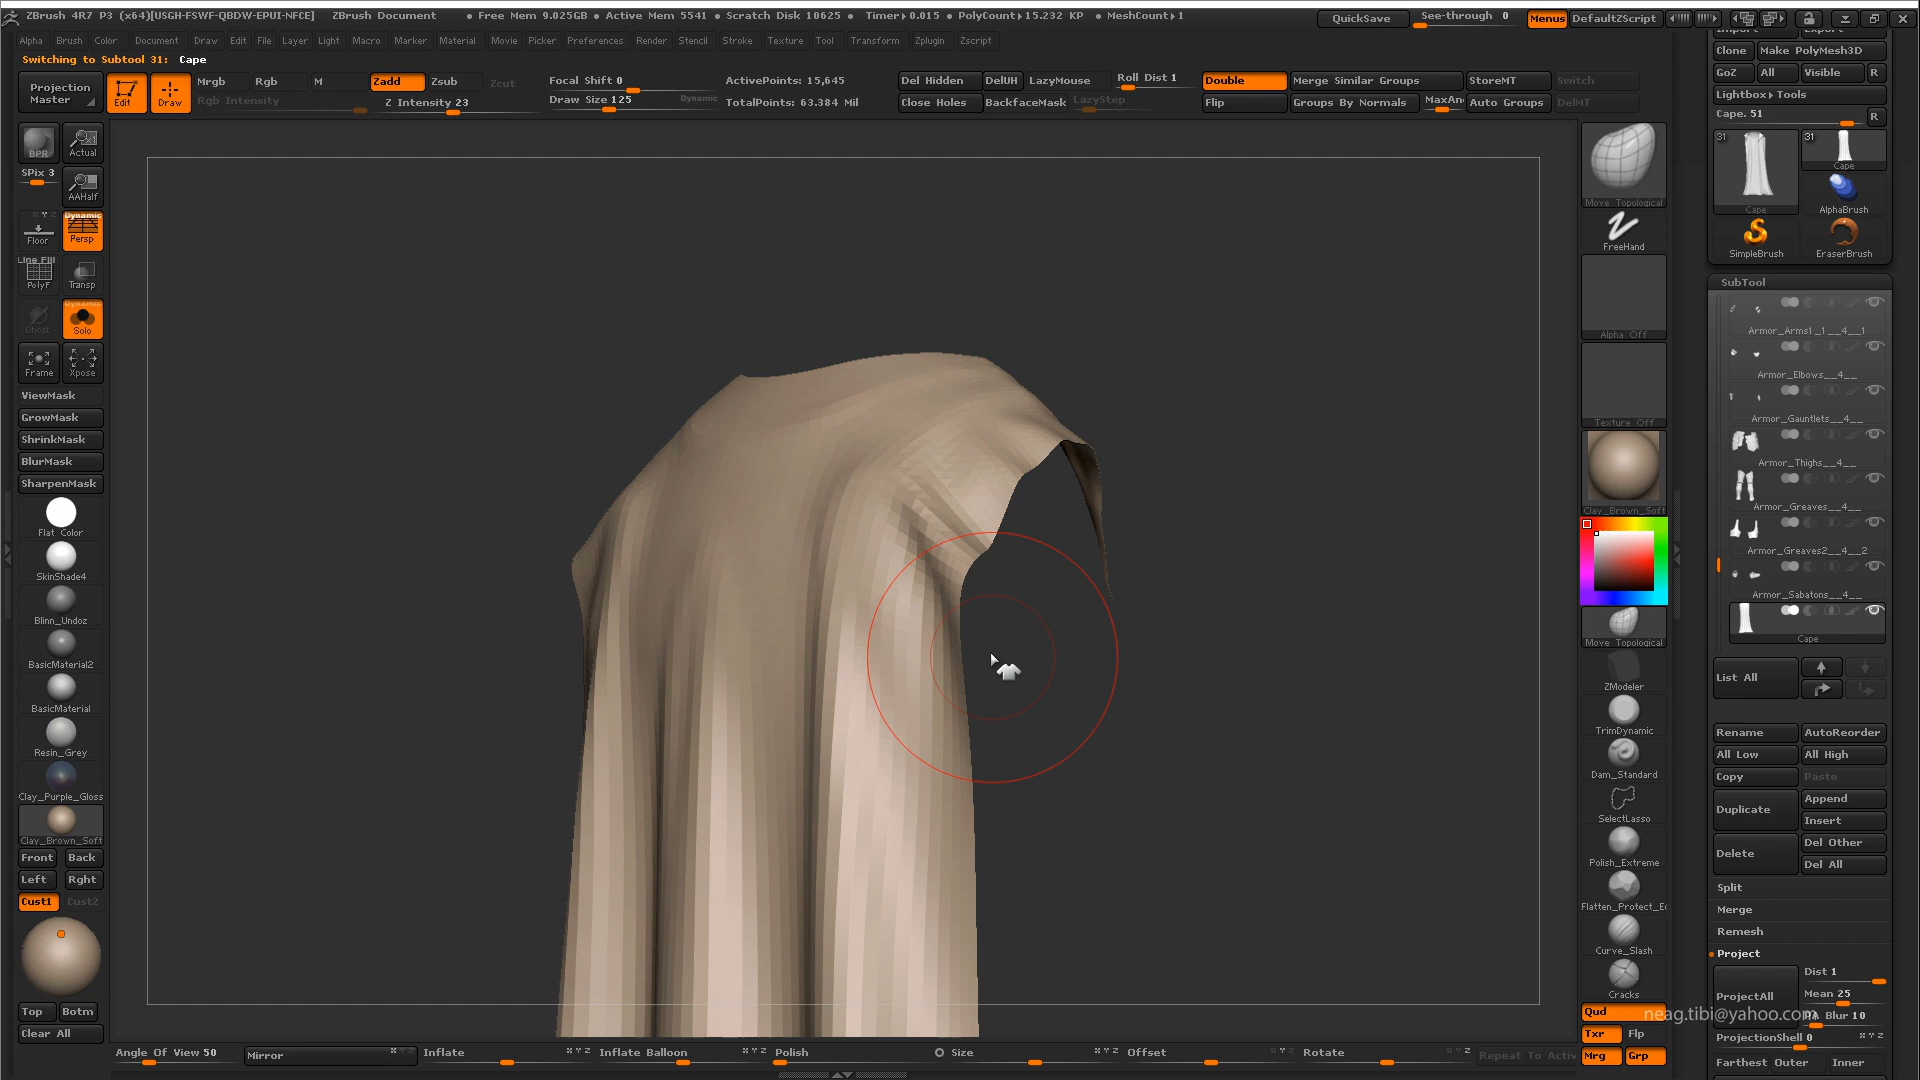 ZBrush 4R7 P3 (x64)[USGH-FSWF-QBDW-EPUI-NFCE]   ZBrush Document   • Free Mem 9.025GB • Active Mem 5541 • Scratch Disk 10625 •   Timer▸0.015 • PolyCount▸15.232 KP   • MeshCount▸1   QuickSave   See-through 0   Menus   DefaultZScript
Alpha   Brush   Color   Document   Draw   Edit   File   Layer   Light   Macro   Marker   Material   Movie   Picker   Preferences   Render   Stencil   Stroke   Texture   Tool   Transform   Zplugin   Zscript
Switching to Subtool 31:  Cape
Projection Master
Edit
Draw
Mrgb   Rgb   M   Zadd   Zsub   Zcut
Rgb Intensity   Z Intensity 23
Focal Shift 0
Draw Size 125   Dynamic
ActivePoints: 15,645
TotalPoints: 63.384 Mil
Del Hidden   DelUH   LazyMouse   Roll Dist 1
Close Holes   BackfaceMask   LazyStep
Double   Merge Similar Groups   StoreMT   Switch
Flip   Groups By Normals   MaxAn   Auto Groups   DelMT
BPR   Actual
SPix 3
AAHalf
Dynamic
Floor   Persp
Line Fill
PolyF   Transp
Dynamic
Ghost   Solo
Frame   Xpose
ViewMask
GrowMask
ShrinkMask
BlurMask
SharpenMask
Flat Color
SkinShade4
Blinn_Undoz
BasicMaterial2
BasicMaterial
Resin_Grey
Clay_Purple_Gloss
Clay_Brown_Soft
Front   Back
Left   Rght
Cust1   Cust2
Top   Botm
Clear All
Angle Of View 50   Mirror   Inflate   Inflate Balloon   Polish   Size   Offset   Rotate   Repeat To Activ
Move Topological
FreeHand
Alpha Off
Texture Off
Clay_Brown_Soft
Move Topological
ZModeler
TrimDynamic
Dam_Standard
SelectLasso
Polish_Extreme
Flatten_Protect_Ec
Curve_Slash
Cracks
Qud
Txr   Flp
Mrg   Grp
Import   Export
Clone   Make PolyMesh3D
GoZ   All   Visible   R
Lightbox▸Tools
Cape. 51   R
31   31
Cape
Cape
AlphaBrush
SimpleBrush   EraserBrush
SubTool
Armor_Arms1_1__4__1
Armor_Elbows__4__
Armor_Gauntlets__4__
Armor_Thighs__4__
Armor_Greaves__4__
Armor_Greaves2__4__2
Armor_Sabatons__4__
Cape
List All
Rename   AutoReorder
All Low   All High
Copy   Paste
Duplicate   Append
Insert
Delete   Del Other
Del All
Split
Merge
Remesh
Project
ProjectAll   Dist 1
Mean 25
PA Blur 10
neag.tibi@yahoo.com
ProjectionShell 0
Farthest   Outer   Inner